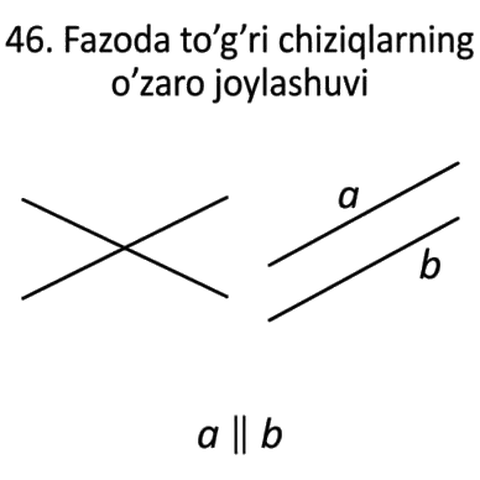 46. Fazoda to’g’ri chiziqlarning
o’zaro joylashuvi
a
b
a || b